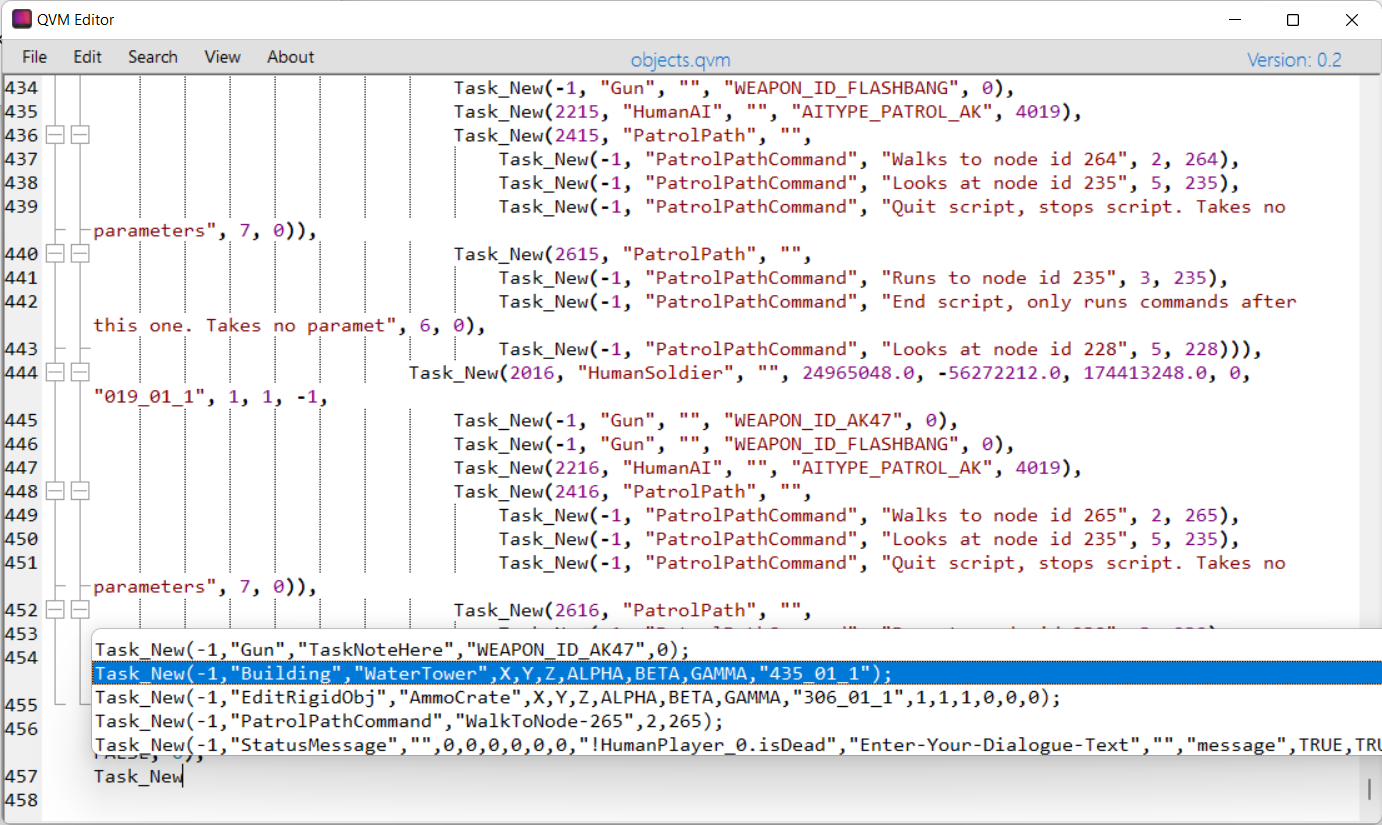 QVM Editor
File Edit Search View About objects.qvm Version: 0.2
434 Task_New(-1, "Gun", "", "WEAPON_ID_FLASHBANG", 0),
435 Task_New(2215, "HumanAI", "", "AITYPE_PATROL_AK", 4019),
436 Task_New(2415, "PatrolPath", "",
437 Task_New(-1, "PatrolPathCommand", "Walks to node id 264", 2, 264),
438 Task_New(-1, "PatrolPathCommand", "Looks at node id 235", 5, 235),
439 Task_New(-1, "PatrolPathCommand", "Quit script, stops script. Takes no
parameters", 7, 0)),
440 Task_New(2615, "PatrolPath", "",
441 Task_New(-1, "PatrolPathCommand", "Runs to node id 235", 3, 235),
442 Task_New(-1, "PatrolPathCommand", "End script, only runs commands after
this one. Takes no paramet", 6, 0),
443 Task_New(-1, "PatrolPathCommand", "Looks at node id 228", 5, 228))),
444 Task_New(2016, "HumanSoldier", "", 24965048.0, -56272212.0, 174413248.0, 0,
"019_01_1", 1, 1, -1,
445 Task_New(-1, "Gun", "", "WEAPON_ID_AK47", 0),
446 Task_New(-1, "Gun", "", "WEAPON_ID_FLASHBANG", 0),
447 Task_New(2216, "HumanAI", "", "AITYPE_PATROL_AK", 4019),
448 Task_New(2416, "PatrolPath", "",
449 Task_New(-1, "PatrolPathCommand", "Walks to node id 265", 2, 265),
450 Task_New(-1, "PatrolPathCommand", "Looks at node id 235", 5, 235),
451 Task_New(-1, "PatrolPathCommand", "Quit script, stops script. Takes no
parameters", 7, 0)),
452 Task_New(2616, "PatrolPath", "",
453
Task_New(-1,"Gun","TaskNoteHere","WEAPON_ID_AK47",0);
454
Task_New(-1,"Building","WaterTower",X,Y,Z,ALPHA,BETA,GAMMA,"435_01_1");
Task_New(-1,"EditRigidObj","AmmoCrate",X,Y,Z,ALPHA,BETA,GAMMA,"306_01_1",1,1,1,0,0,0);
455
Task_New(-1,"PatrolPathCommand","WalkToNode-265",2,265);
456
Task_New(-1,"StatusMessage","",0,0,0,0,0,0,"!HumanPlayer_0.isDead","Enter-Your-Dialogue-Text","","message",TRUE,TRU
457 Task_New
458